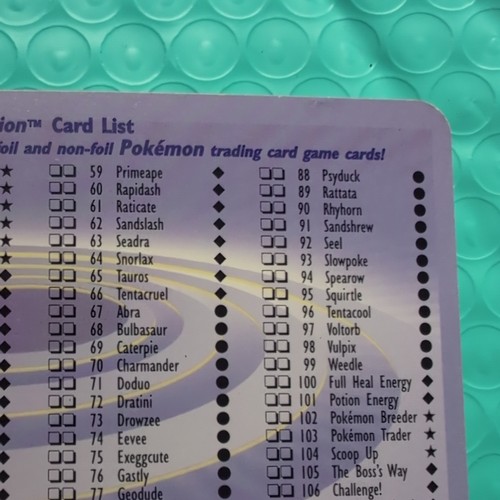 ion™ Card List
foil and non-foil Pokémon trading card game cards!
59 Primeape
60 Rapidash
61 Raticate
62 Sandslash
63 Seadra
64 Snorlax
65 Tauros
66 Tentacruel
67 Abra
68 Bulbasaur
69 Caterpie
70 Charmander
71 Doduo
72 Dratini
73 Drowzee
74 Eevee
75 Exeggcute
76 Gastly
77 Geodude
88 Psyduck
89 Rattata
90 Rhyhorn
91 Sandshrew
92 Seel
93 Slowpoke
94 Spearow
95 Squirtle
96 Tentacool
97 Voltorb
98 Vulpix
99 Weedle
100 Full Heal Energy
101 Potion Energy
102 Pokémon Breeder
103 Pokémon Trader
104 Scoop Up
105 The Boss's Way
106 Challenge!